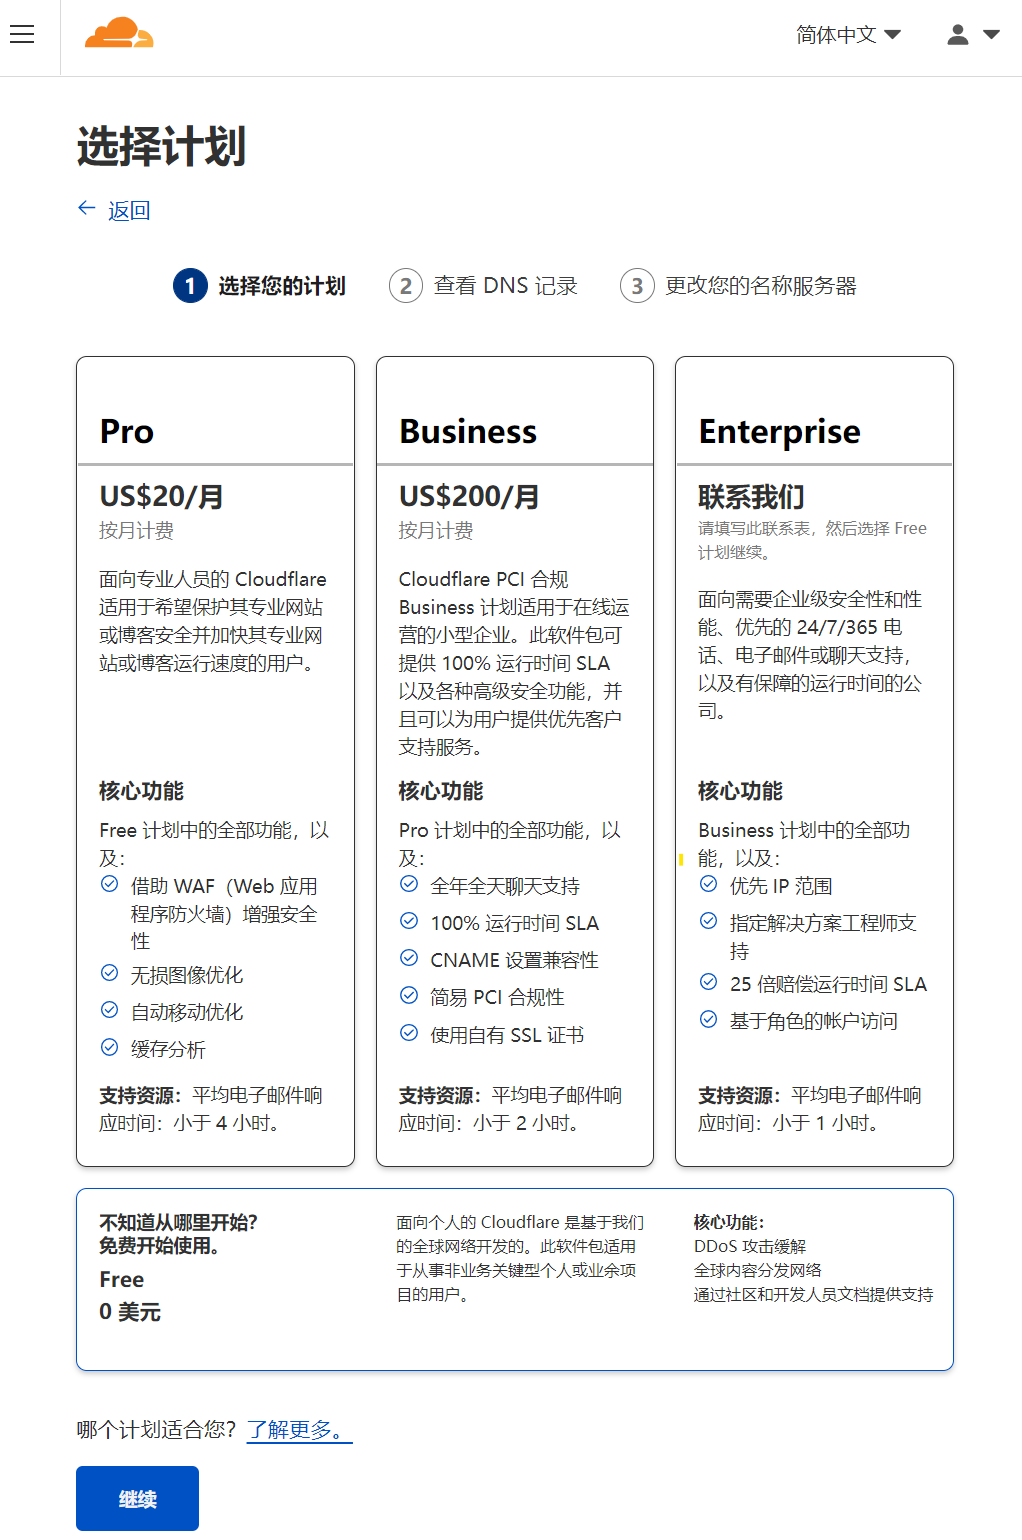 简体中文
选择计划
返回
1 选择您的计划
2 查看 DNS 记录
3 更改您的名称服务器
Pro
US$20/月
按月计费
面向专业人员的 Cloudflare
适用于希望保护其专业网站
或博客安全并加快其专业网
站或博客运行速度的用户。
核心功能
Free 计划中的全部功能，以
及：
借助 WAF（Web 应用
程序防火墙）增强安全
性
无损图像优化
自动移动优化
缓存分析
支持资源：平均电子邮件响
应时间：小于 4 小时。
Business
US$200/月
按月计费
Cloudflare PCI 合规
Business 计划适用于在线运
营的小型企业。此软件包可
提供 100% 运行时间 SLA
以及各种高级安全功能，并
且可以为用户提供优先客户
支持服务。
核心功能
Pro 计划中的全部功能，以
及：
全年全天聊天支持
100% 运行时间 SLA
CNAME 设置兼容性
简易 PCI 合规性
使用自有 SSL 证书
支持资源：平均电子邮件响
应时间：小于 2 小时。
Enterprise
联系我们
请填写此联系表，然后选择 Free
计划继续。
面向需要企业级安全性和性
能、优先的 24/7/365 电
话、电子邮件或聊天支持，
以及有保障的运行时间的公
司。
核心功能
Business 计划中的全部功
能，以及：
优先 IP 范围
指定解决方案工程师支
持
25 倍赔偿运行时间 SLA
基于角色的帐户访问
支持资源：平均电子邮件响
应时间：小于 1 小时。
不知道从哪里开始？
免费开始使用。
Free
0 美元
面向个人的 Cloudflare 是基于我们
的全球网络开发的。此软件包适用
于从事非业务关键型个人或业余项
目的用户。
核心功能：
DDoS 攻击缓解
全球内容分发网络
通过社区和开发人员文档提供支持
哪个计划适合您？了解更多。
继续